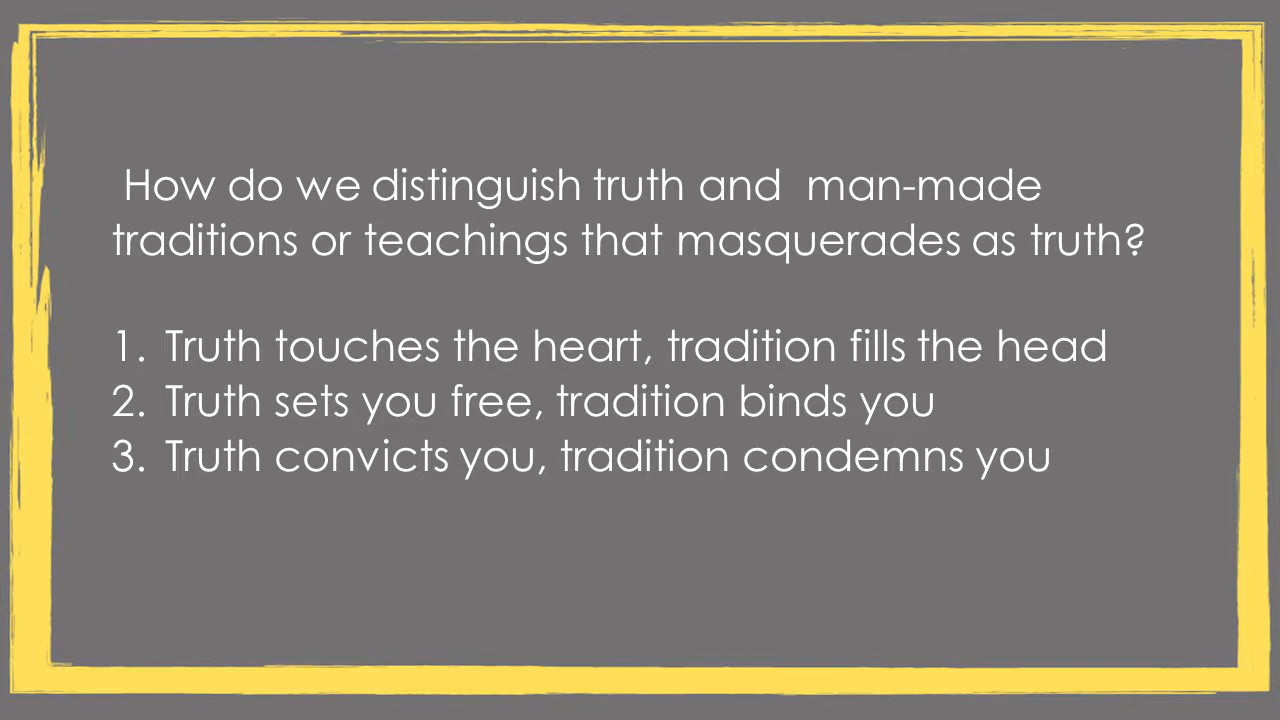 How do we distinguish truth and  man-made
traditions or teachings that masquerades as truth?
1. Truth touches the heart, tradition fills the head
2. Truth sets you free, tradition binds you
3. Truth convicts you, tradition condemns you